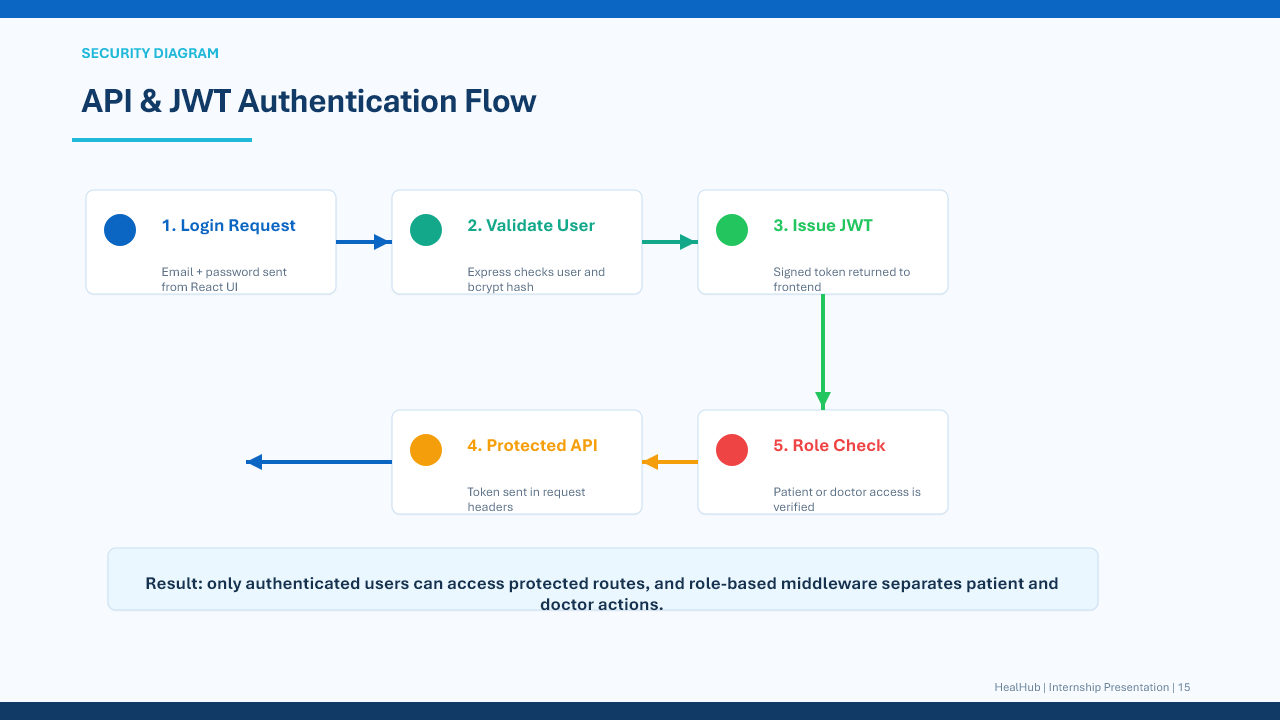 SECURITY DIAGRAM
API & JWT Authentication Flow
1. Login Request
Email + password sent
from React UI
2. Validate User
Express checks user and
bcrypt hash
3. Issue JWT
Signed token returned to
frontend
4. Protected API
Token sent in request
headers
5. Role Check
Patient or doctor access is
verified
Result: only authenticated users can access protected routes, and role-based middleware separates patient and
doctor actions.
HealHub | Internship Presentation | 15